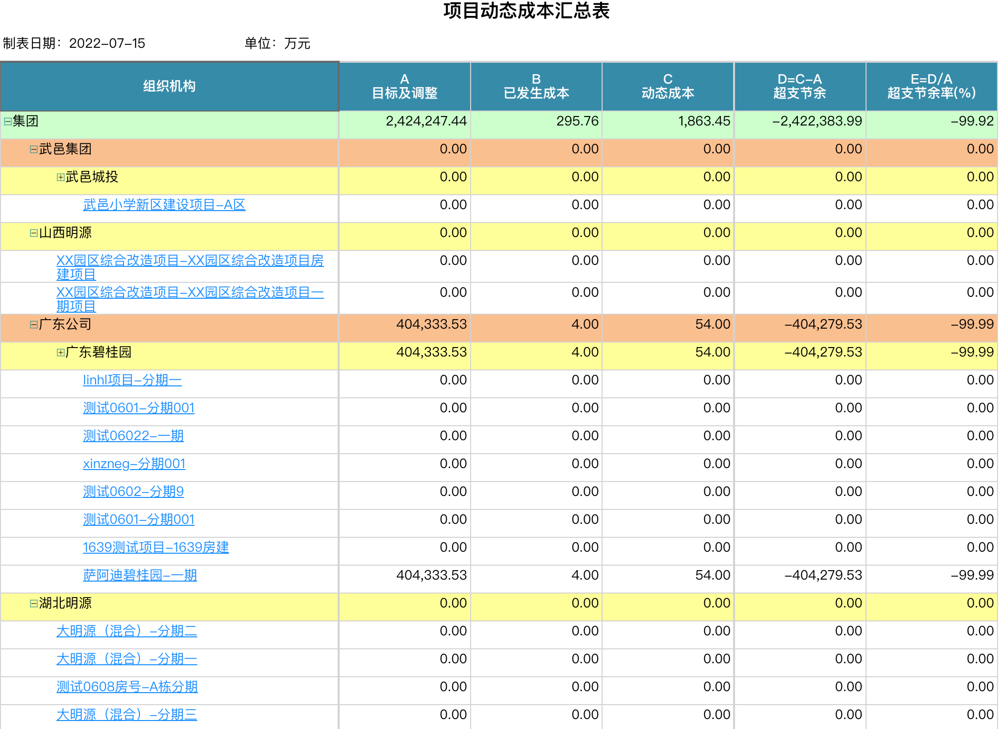 项目动态成本汇总表
制表日期：2022-07-15 单位：万元
组织机构 A 目标及调整 B 已发生成本 C 动态成本 D=C-A 超支节余 E=D/A 超支节余率(%)
集团 2,424,247.44 295.76 1,863.45 -2,422,383.99 -99.92
武邑集团 0.00 0.00 0.00 0.00 0.00
武邑城投 0.00 0.00 0.00 0.00 0.00
武邑小学新区建设项目-A区 0.00 0.00 0.00 0.00 0.00
山西明源 0.00 0.00 0.00 0.00 0.00
XX园区综合改造项目-XX园区综合改造项目房 0.00 0.00 0.00 0.00 0.00
建项目
XX园区综合改造项目-XX园区综合改造项目一 0.00 0.00 0.00 0.00 0.00
期项目
广东公司 404,333.53 4.00 54.00 -404,279.53 -99.99
广东碧桂园 404,333.53 4.00 54.00 -404,279.53 -99.99
linhl项目-分期一 0.00 0.00 0.00 0.00 0.00
测试0601-分期001 0.00 0.00 0.00 0.00 0.00
测试06022-一期 0.00 0.00 0.00 0.00 0.00
xinzneg-分期001 0.00 0.00 0.00 0.00 0.00
测试0602-分期9 0.00 0.00 0.00 0.00 0.00
测试0601-分期001 0.00 0.00 0.00 0.00 0.00
1639测试项目-1639房建 0.00 0.00 0.00 0.00 0.00
萨阿迪碧桂园-一期 404,333.53 4.00 54.00 -404,279.53 -99.99
湖北明源 0.00 0.00 0.00 0.00 0.00
大明源（混合）-分期二 0.00 0.00 0.00 0.00 0.00
大明源（混合）-分期一 0.00 0.00 0.00 0.00 0.00
测试0608房号-A栋分期 0.00 0.00 0.00 0.00 0.00
大明源（混合）-分期三 0.00 0.00 0.00 0.00 0.00